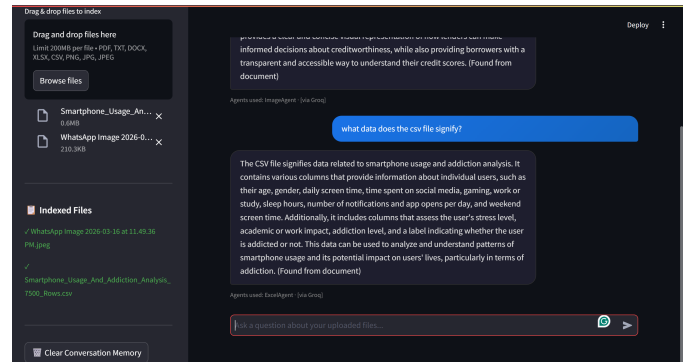 Drag & drop files to index
Drag and drop files here
Limit 200MB per file • PDF, TXT, DOCX,
XLSX, CSV, PNG, JPG, JPEG
Browse files
Smartphone_Usage_An...
0.6MB
WhatsApp Image 2026-0...
210.3KB
📋 Indexed Files
✓ WhatsApp Image 2026-03-16 at 11.49.36
PM.jpeg
✓
Smartphone_Usage_And_Addiction_Analysis_
7500_Rows.csv
🗑️ Clear Conversation Memory
Deploy
provides a clear and concise visual representation of how lenders can make
informed decisions about creditworthiness, while also providing borrowers with a
transparent and accessible way to understand their credit scores. (Found from
document)
Agents used: ImageAgent · [via Groq]
what data does the csv file signify?
The CSV file signifies data related to smartphone usage and addiction analysis. It
contains various columns that provide information about individual users, such as
their age, gender, daily screen time, time spent on social media, gaming, work or
study, sleep hours, number of notifications and app opens per day, and weekend
screen time. Additionally, it includes columns that assess the user's stress level,
academic or work impact, addiction level, and a label indicating whether the user
is addicted or not. This data can be used to analyze and understand patterns of
smartphone usage and its potential impact on users' lives, particularly in terms of
addiction. (Found from document)
Agents used: ExcelAgent · [via Groq]
Ask a question about your uploaded files...